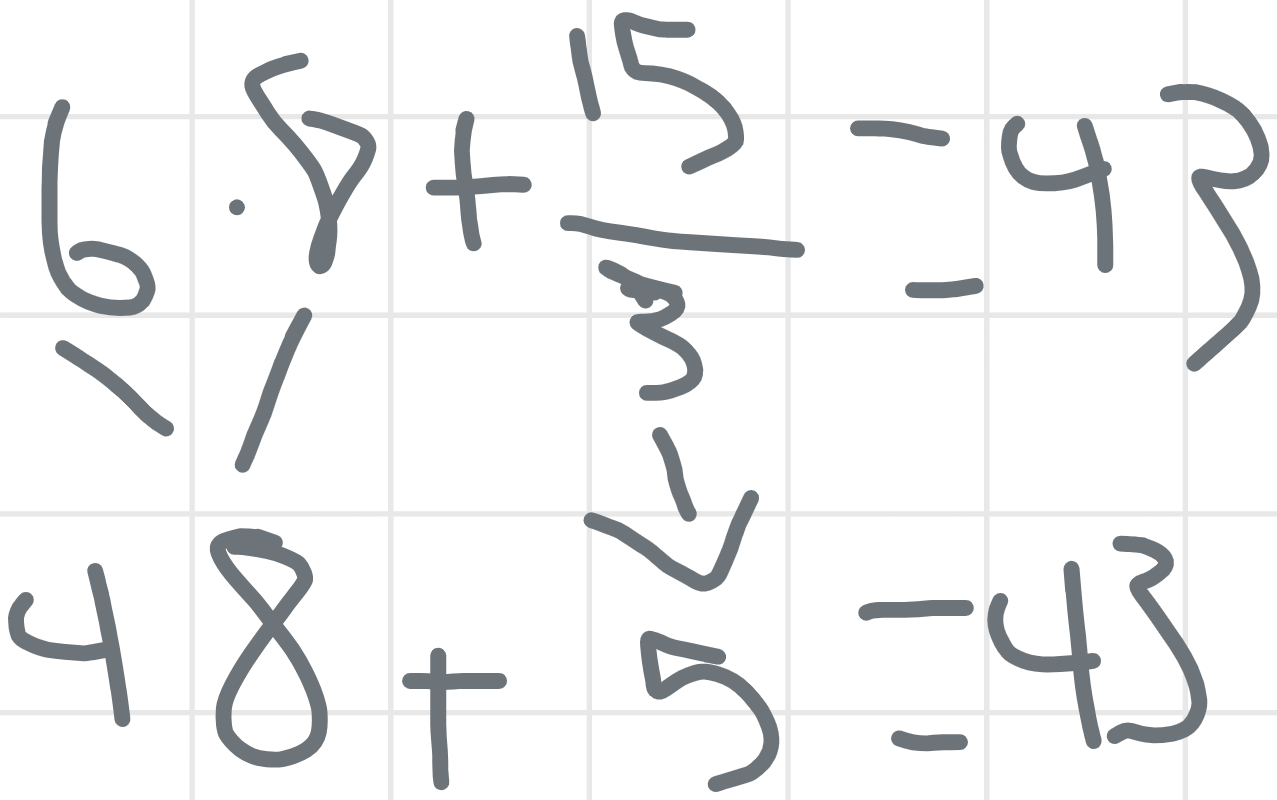 6 · 8 + 15/3 = 43
48 + 5 = 43